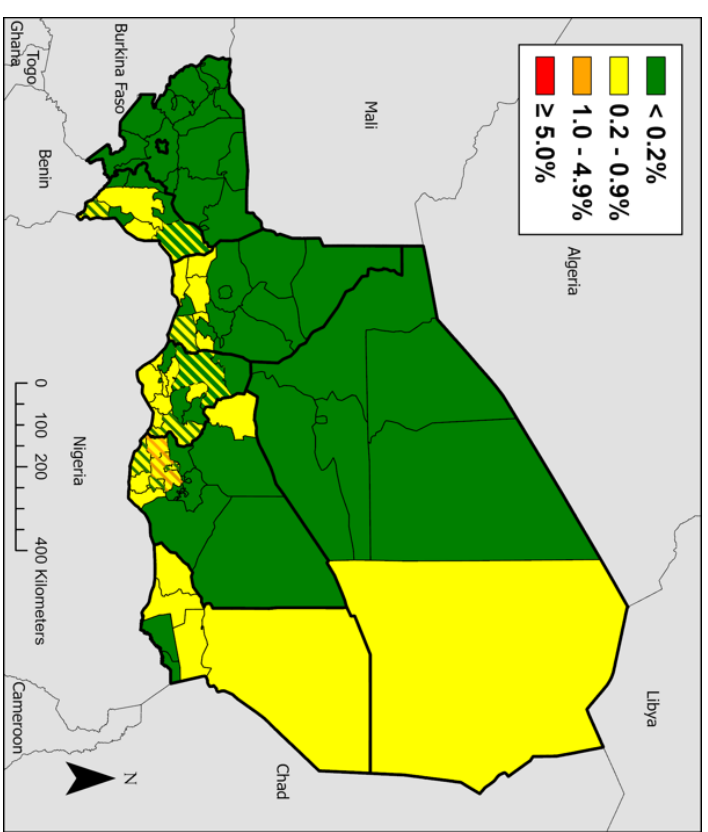 < 0.2%
0.2 - 0.9%
1.0 - 4.9%
≥ 5.0%
Algeria
Libya
Mali
Burkina Faso
Togo
Ghana
Benin
Nigeria
Chad
Cameroon
0 100 200 400 Kilometers
N